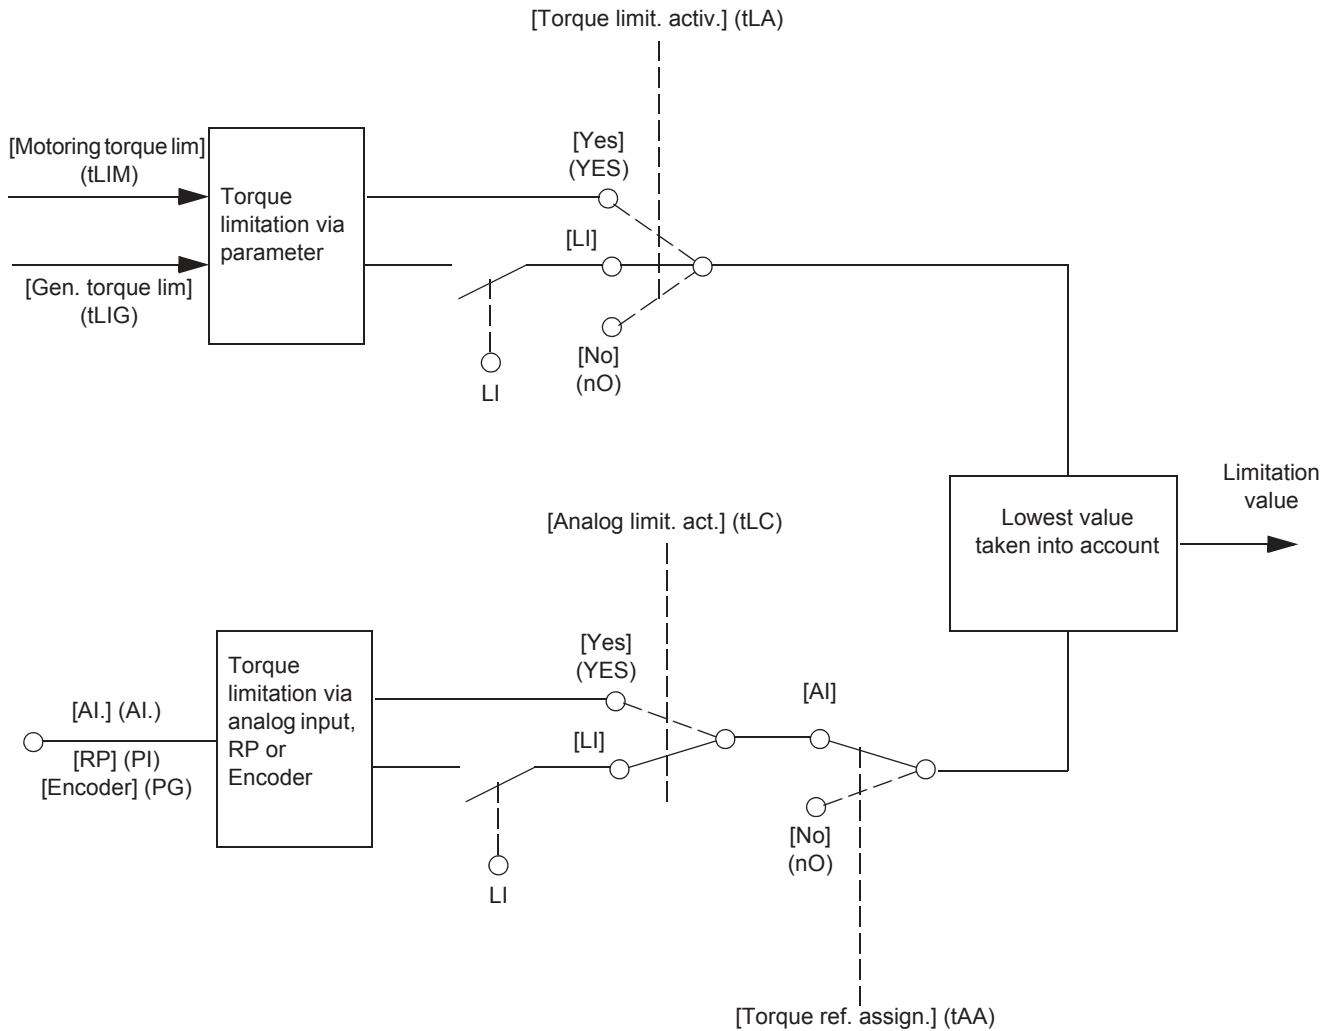 [Torque limit. activ.] (tLA)
[Motoring torque lim]
(tLIM)
Torque
limitation via
parameter
[Gen. torque lim]
(tLIG)
[Yes]
(YES)
[LI]
LI
[No]
(nO)
Lowest value
taken into account
Limitation
value
[Analog limit. act.] (tLC)
[AI.] (AI.)
[RP] (PI)
[Encoder] (PG)
Torque
limitation via
analog input,
RP or
Encoder
[Yes]
(YES)
[LI]
LI
[AI]
[No]
(nO)
[Torque ref. assign.] (tAA)